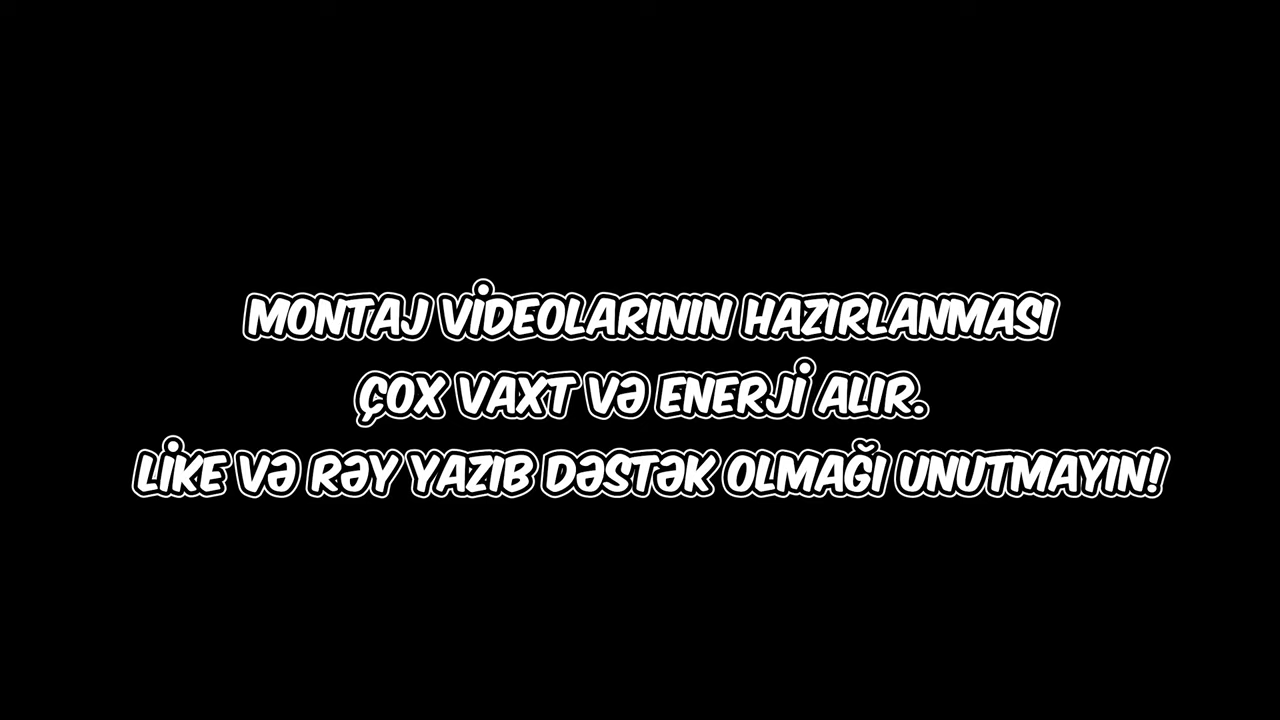 MONTAJ VİDEOLARININ HAZIRLANMASI
ÇOX VAXT VƏ ENERJİ ALIR.
LİKE VƏ RƏY YAZIB DƏSTƏK OLMAĞI UNUTMAYIN!